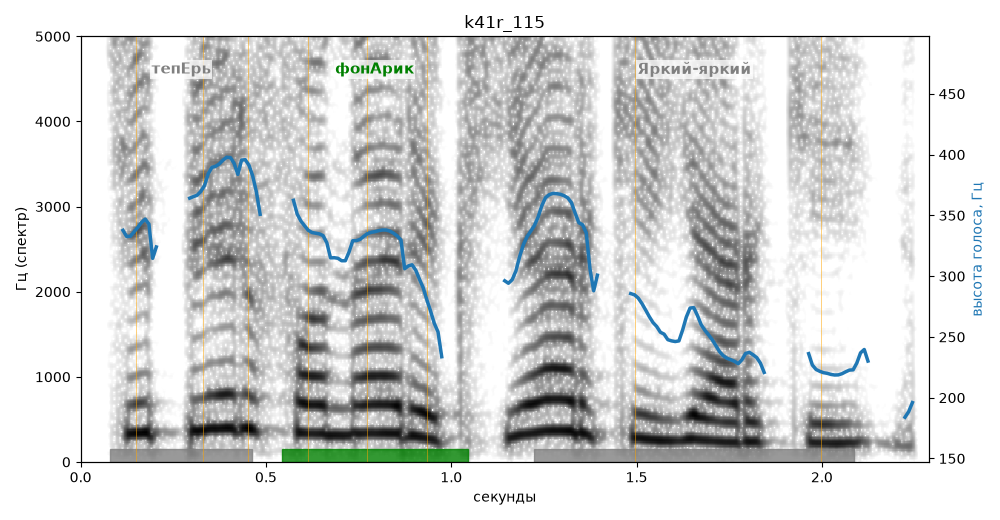 k41r_115
5000
4000
3000
2000
1000
0
Гц (спектр)
тепЕрь
фонАрик
Яркий-яркий
450
400
350
300
250
200
150
высота голоса, Гц
0.0 0.5 1.0 1.5 2.0
секунды